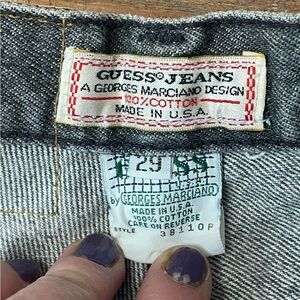 GUESS® JEANS
A GEORGES MARCIANO DESIGN
100% COTTON
MADE IN U.S.A.
29
by GEORGES MARCIANO
MADE IN U.S.A.
100% COTTON
CARE ON REVERSE
STYLE 38110P